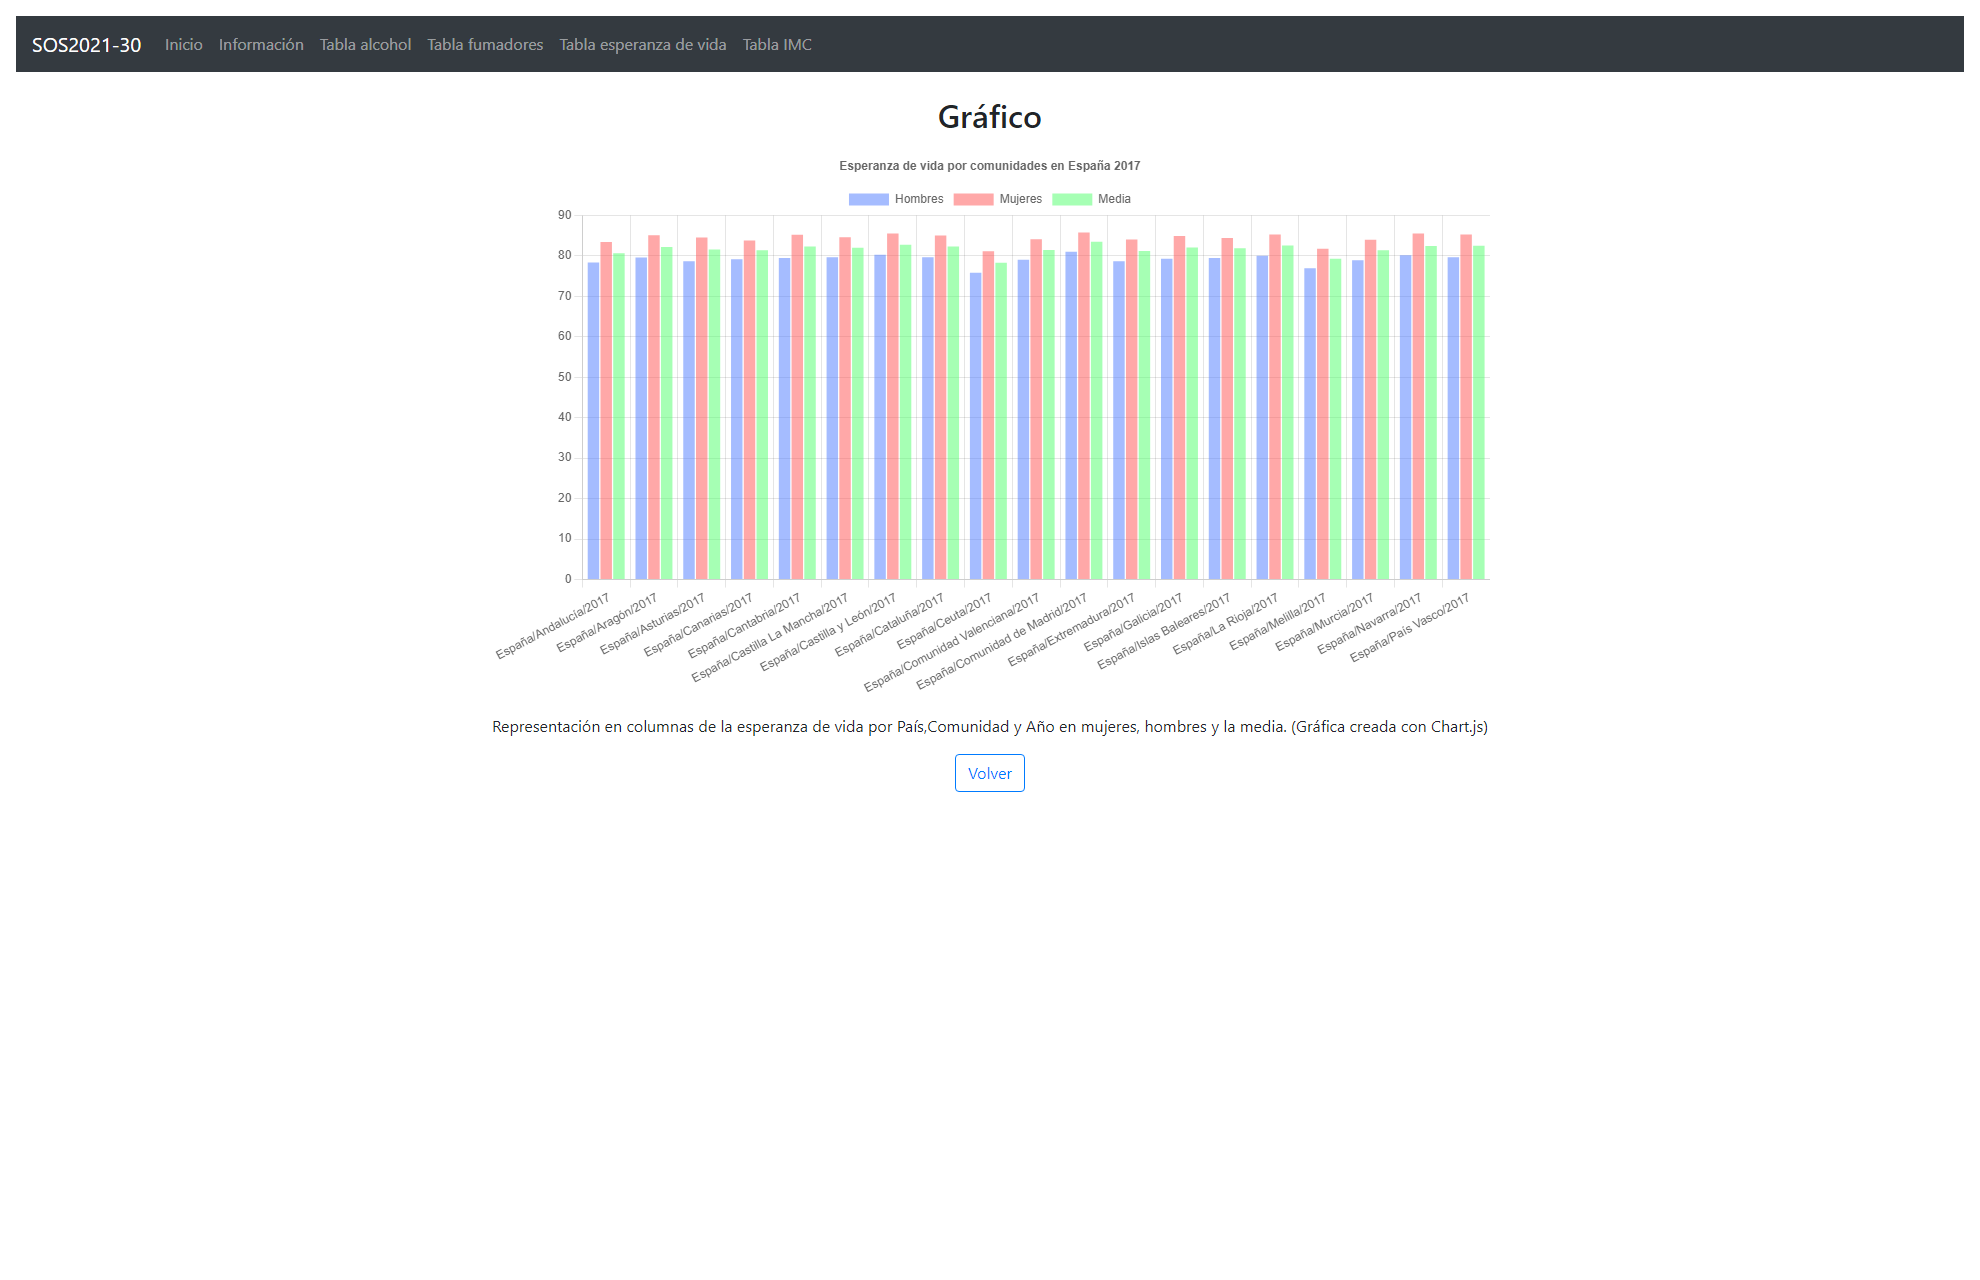 SOS2021-30 Inicio Información Tabla alcohol Tabla fumadores Tabla esperanza de vida Tabla IMC
Gráfico
Esperanza de vida por comunidades en España 2017
Hombres Mujeres Media
90
80
70
60
50
40
30
20
10
0
España/Andalucía/2017
España/Aragón/2017
España/Asturias/2017
España/Canarias/2017
España/Cantabria/2017
España/Castilla La Mancha/2017
España/Castilla y León/2017
España/Cataluña/2017
España/Ceuta/2017
España/Comunidad Valenciana/2017
España/Comunidad de Madrid/2017
España/Extremadura/2017
España/Galicia/2017
España/Islas Baleares/2017
España/La Rioja/2017
España/Melilla/2017
España/Murcia/2017
España/Navarra/2017
España/País Vasco/2017
Representación en columnas de la esperanza de vida por País,Comunidad y Año en mujeres, hombres y la media. (Gráfica creada con Chart.js)
Volver